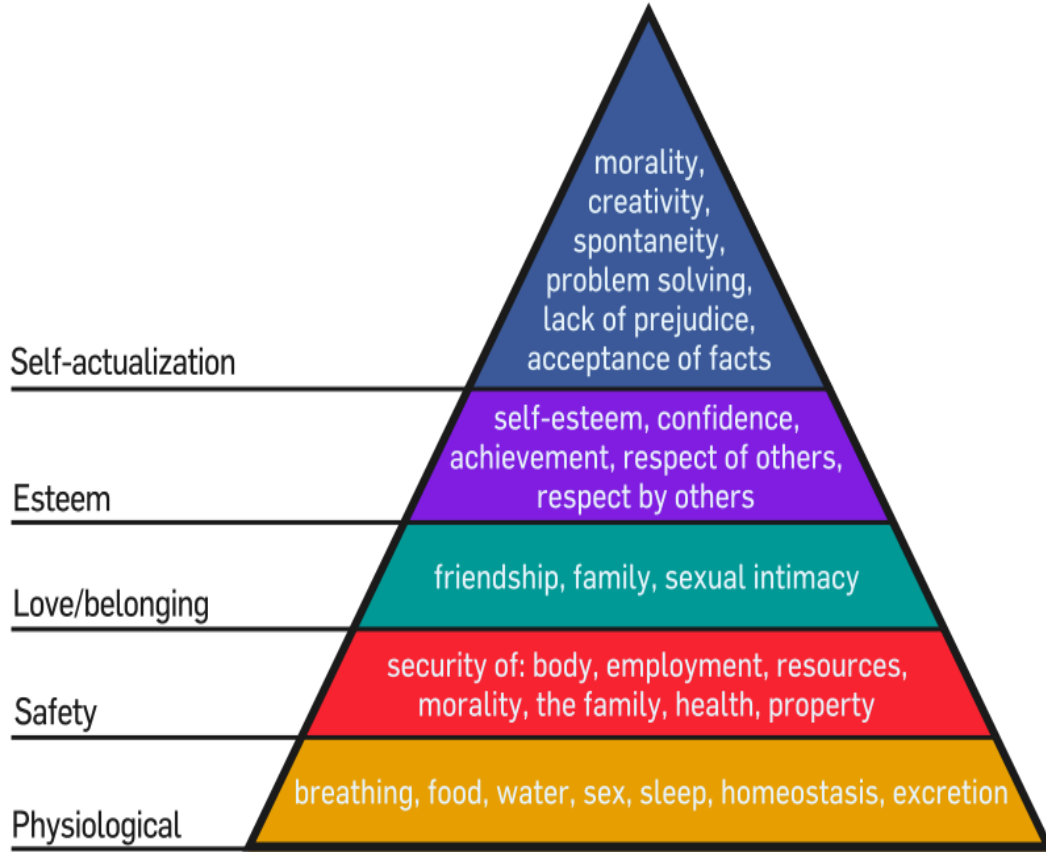 morality,
creativity,
spontaneity,
problem solving,
lack of prejudice,
acceptance of facts
Self-actualization
self-esteem, confidence,
achievement, respect of others,
respect by others
Esteem
friendship, family, sexual intimacy
Love/belonging
security of: body, employment, resources,
morality, the family, health, property
Safety
breathing, food, water, sex, sleep, homeostasis, excretion
Physiological